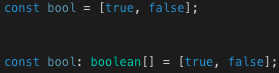 const bool = [true, false];
const bool: boolean[] = [true, false];